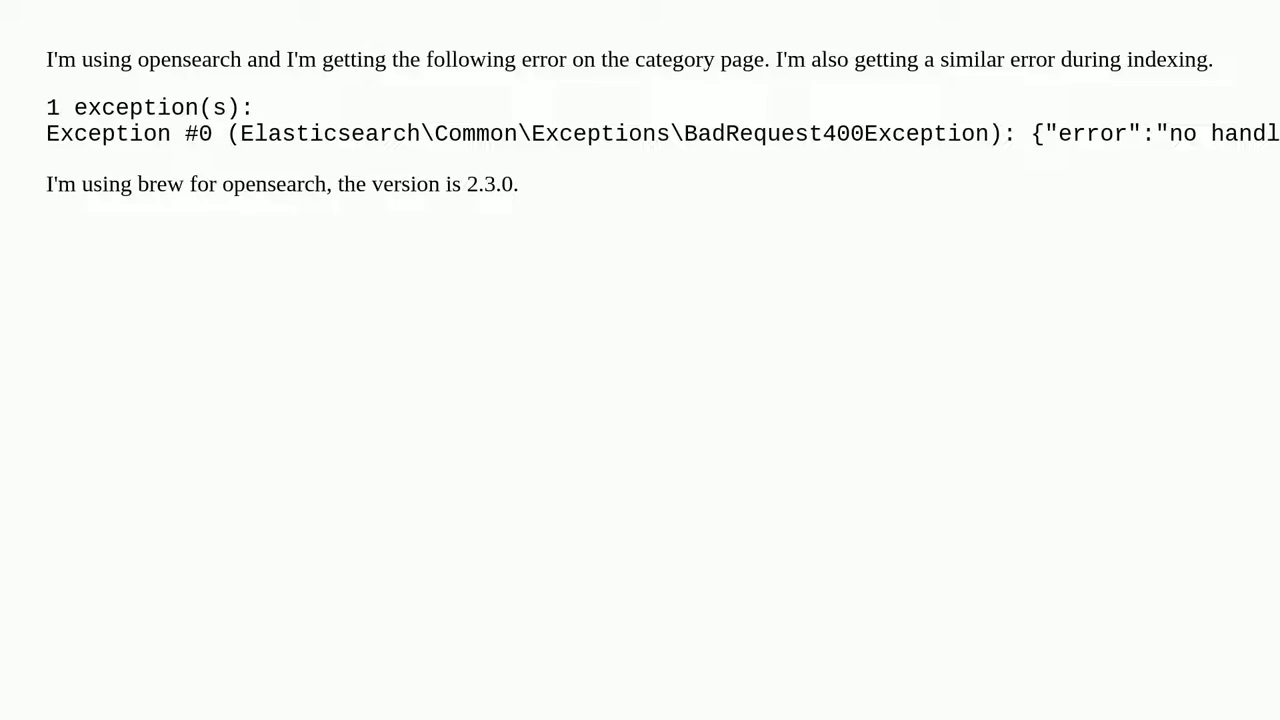 I'm using opensearch and I'm getting the following error on the category page. I'm also getting a similar error during indexing.
1 exception(s):
Exception #0 (Elasticsearch\Common\Exceptions\BadRequest400Exception): {"error":"no handl
I'm using brew for opensearch, the version is 2.3.0.